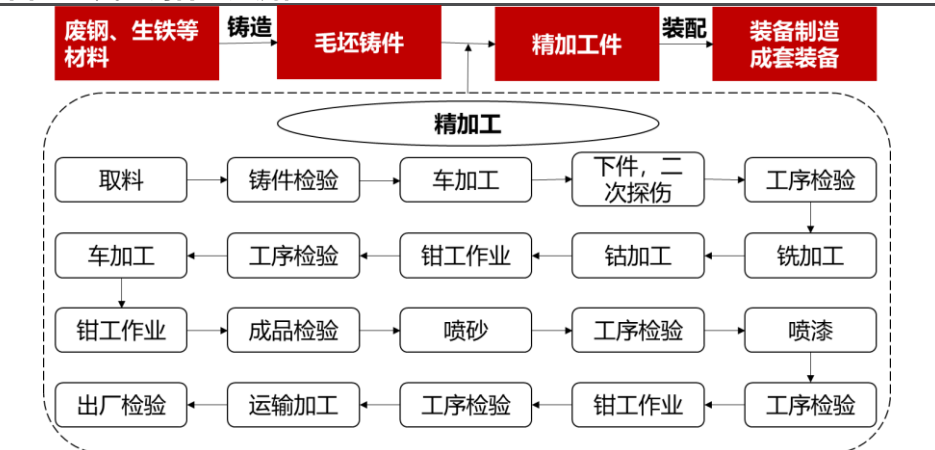 废钢、生铁等
材料
铸造
毛坯铸件
精加工件
装配
装备制造
成套装备
精加工
取料
铸件检验
车加工
下件，二
次探伤
工序检验
车加工
工序检验
钳工作业
钴加工
铣加工
钳工作业
成品检验
喷砂
工序检验
喷漆
出厂检验
运输加工
工序检验
钳工作业
工序检验